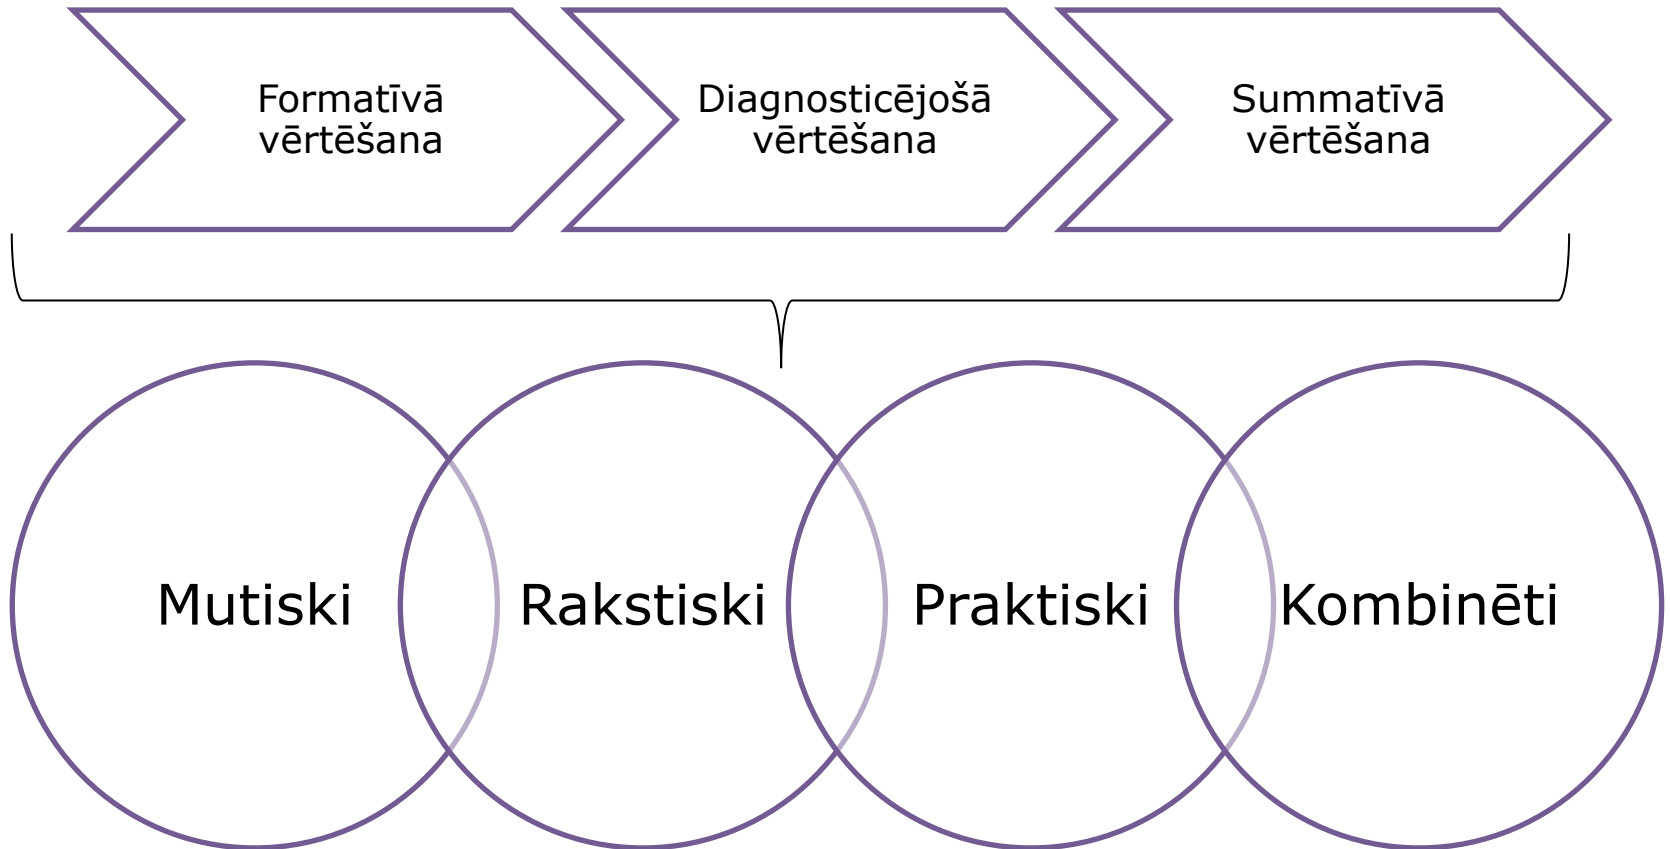 Formatīvā
vērtēšana
Diagnosticējošā
vērtēšana
Summatīvā
vērtēšana
Mutiski
Rakstiski
Praktiski
Kombinēti